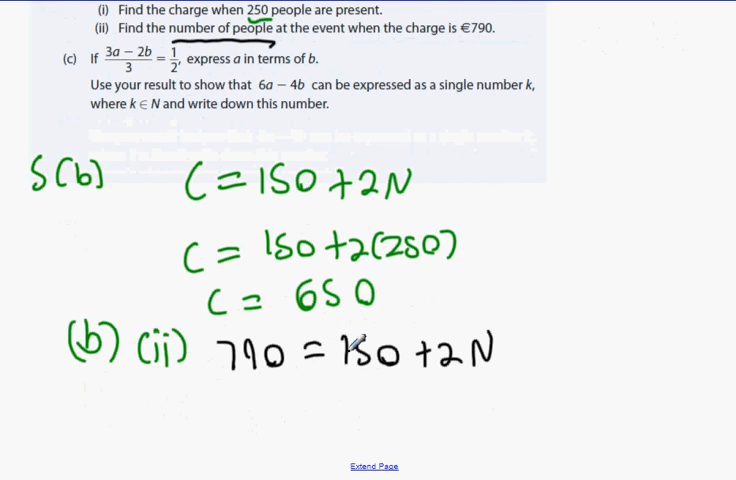 (i) Find the charge when 250 people are present.
(ii) Find the number of people at the event when the charge is €790.
(c) If (3a − 2b)/3 = 1/2, express a in terms of b.
Use your result to show that 6a − 4b can be expressed as a single number k,
where k ∈ N and write down this number.
5(b) C = 150 + 2N
C = 150 + 2(250)
C = 650
(b) (ii) 790 = 150 + 2N
Extend Page